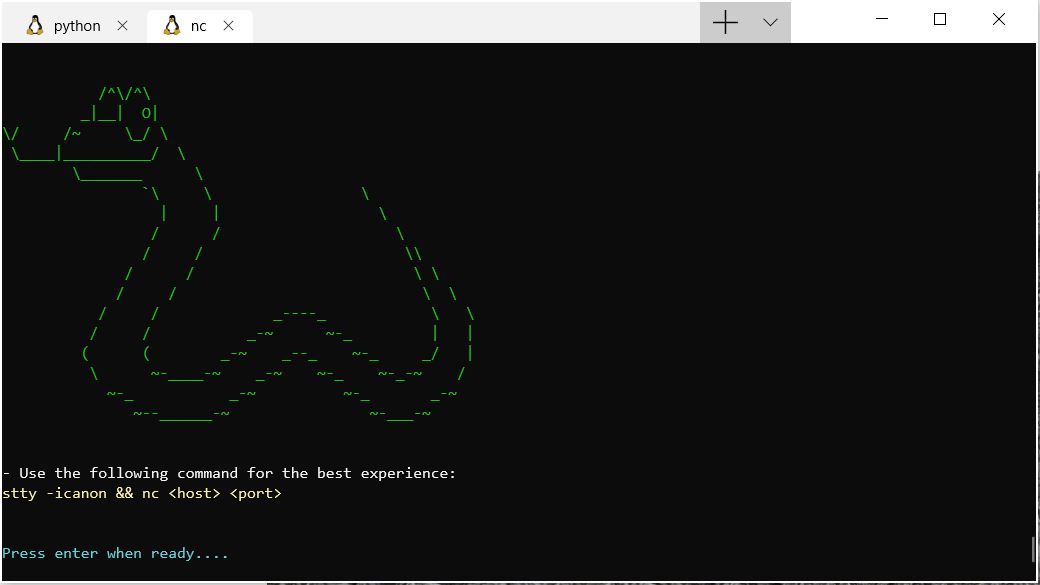 python
nc
- Use the following command for the best experience:
stty -icanon && nc <host> <port>
Press enter when ready....